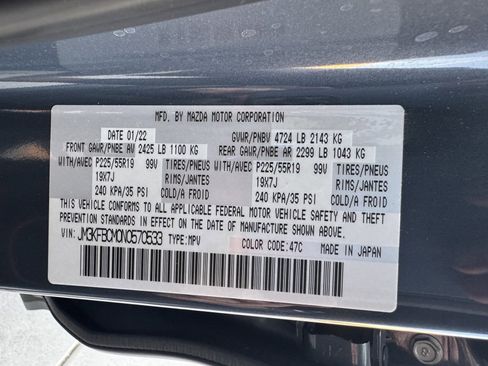 MFD. BY MAZDA MOTOR CORPORATION
DATE 01/22 GVWR/PNBV 4724 LB 2143 KG
FRONT GAWR/PNBE AV 2425 LB 1100 KG REAR GAWR/PNBE AR 2299 LB 1043 KG
WITH/AVEC P225/55R19 99V TIRES/PNEUS WITH/AVEC P225/55R19 99V TIRES/PNEUS
19X7J RIMS/JANTES 19X7J RIMS/JANTES
240 KPA/35 PSI COLD/A FROID 240 KPA/35 PSI COLD/A FROID
THIS VEHICLE CONFORMS TO ALL APPLICABLE FEDERAL MOTOR VEHICLE SAFETY AND THEFT
PREVENTION STANDARDS IN EFFECT ON THE DATE OF MANUFACTURE SHOWN ABOVE.
VIN: JM3KFBCM0N0570533 TYPE: MPV COLOR CODE: 47C MADE IN JAPAN